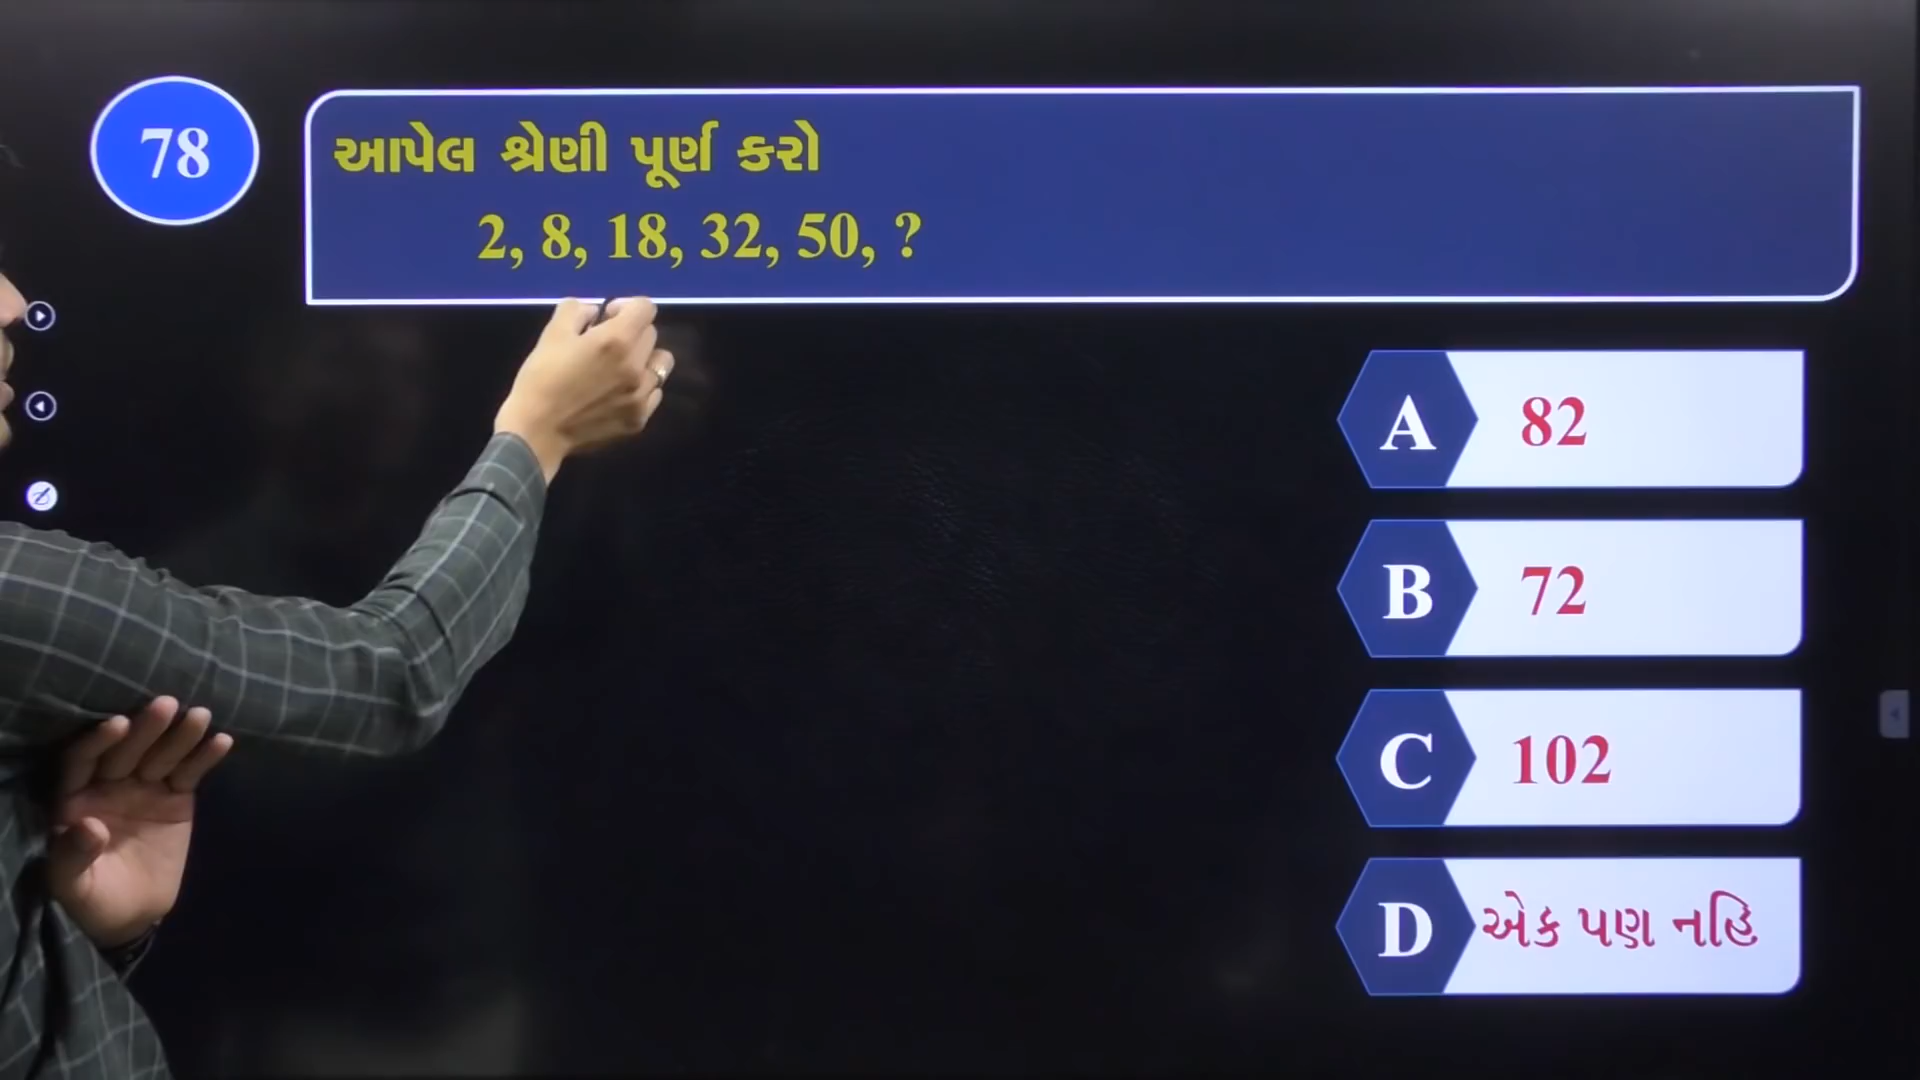 78
આપેલ શ્રેણી પૂર્ણ કરો
2, 8, 18, 32, 50, ?
A 82
B 72
C 102
D એક પણ નહિ